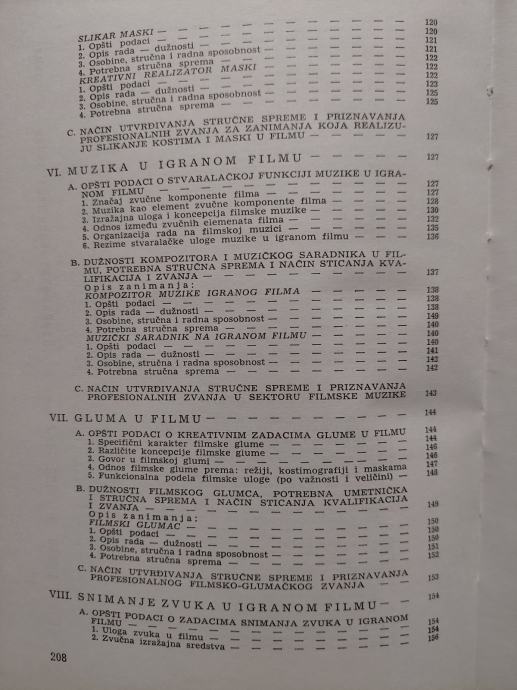 SLIKAR MASKI — — — — — — — — — — 120
1. Opšti podaci — — — — — — — — — 120
2. Opis rada — dužnosti — — — — — — — 121
3. Osobine, stručna i radna sposobnost — — — — — 121
4. Potrebna stručna sprema — — — — — — — 122
KREATIVNI REALIZATOR MASKI — — — — — — 122
1. Opšti podaci — — — — — — — — — 122
2. Opis rada — dužnosti — — — — — — — 123
3. Osobine, stručna i radna sposobnost — — — — — 125
4. Potrebna stručna sprema — — — — — — — 125
C. NAČIN UTVRĐIVANJA STRUČNE SPREME I PRIZNAVANJA
PROFESIONALNIH ZVANJA ZA ZANIMANJA KOJA REALIZU-
JU SLIKANJE KOSTIMA I MASKI U FILMU — — — — — 127
VI. MUZIKA U IGRANOM FILMU — — — — — — 127
A. OPŠTI PODACI O STVARALAČKOJ FUNKCIJI MUZIKE U IGRA-
NOM FILMU — — — — — — — — — — 127
1. Značaj zvučne komponente filma — — — — — 127
2. Muzika kao element zvučne komponente filma — — — 128
3. Izražajna uloga i koncepcija filmske muzike — — — — 130
4. Odnos između zvučnih elemenata filma — — — — 132
5. Organizacija rada na filmskoj muzici — — — — — 135
6. Rezime stvaralačke uloge muzike u igranom filmu — — — 136
B. DUŽNOSTI KOMPOZITORA I MUZIČKOG SARADNIKA U FIL-
MU, POTREBNA STRUČNA SPREMA I NAČIN STICANJA KVA-
LIFIKACIJA I ZVANJA — — — — — — — — 137
Opis zanimanja:
KOMPOZITOR MUZIKE IGRANOG FILMA — — — — — 138
1. Opšti podaci — — — — — — — — — 138
2. Opis rada — dužnosti — — — — — — — 138
3. Osobine, stručna i radna sposobnost — — — — — 149
4. Potrebna stručna sprema — — — — — — — 140
MUZIČKI SARADNIK NA IGRANOM FILMU — — — — — 140
1. Opšti podaci — — — — — — — — — 140
2. Opis rada — dužnosti — — — — — — — 141
3. Osobine, stručna i radna sposobnost — — — — — 142
4. Potrebna stručna sprema — — — — — — — 142
C. NAČIN UTVRĐIVANJA STRUČNE SPREME I PRIZNAVANJA
PROFESIONALNIH ZVANJA U SEKTORU FILMSKE MUZIKE 143
VII. GLUMA U FILMU — — — — — — — — — 144
A. OPŠTI PODACI O KREATIVNIM ZADACIMA GLUME U FILMU 144
1. Specifični karakter filmske glume — — — — — 144
2. Različite koncepcije filmske glume — — — — — 145
3. Govor u filmskoj glumi — — — — — — — 146
4. Odnos filmske glume prema: režiji, kostimografiji i maskama 147
5. Funkcionalna podela filmske uloge (po važnosti i veličini) — 148
B. DUŽNOSTI FILMSKOG GLUMCA, POTREBNA UMETNIČKA
I STRUČNA SPREMA I NAČIN STICANJA KVALIFIKACIJA
I ZVANJA — — — — — — — — — — 149
Opis zanimanja:
FILMSKI GLUMAC — — — — — — — — — 150
1. Opšti podaci — — — — — — — — — 150
2. Opis rada — dužnosti — — — — — — — 150
3. Osobine, stručna i radna sposobnost — — — — — 151
4. Potrebna stručna sprema — — — — — — — 152
C. NAČIN UTVRĐIVANJA STRUČNE SPREME I PRIZNAVANJA
PROFESIONALNOG FILMSKO-GLUMAČKOG ZVANJA — — 153
VIII. SNIMANJE ZVUKA U IGRANOM FILMU — — 154
A. OPŠTI PODACI O ZADACIMA SNIMANJA ZVUKA U IGRANOM
FILMU — — — — — — — — — — — 154
1. Uloga zvuka u filmu — — — — — — — — 154
2. Zvučna izražajna sredstva — — — — — — — 156
208